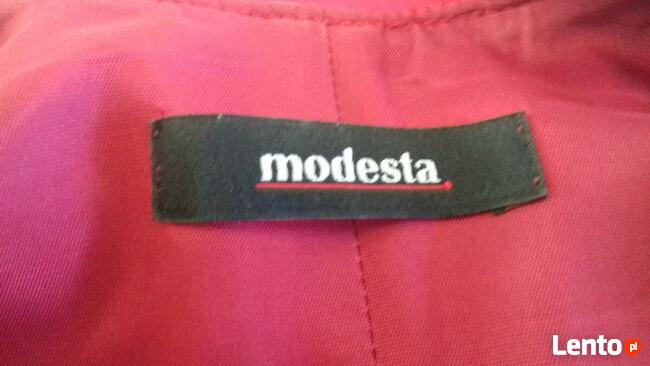 modesta
Lento pl